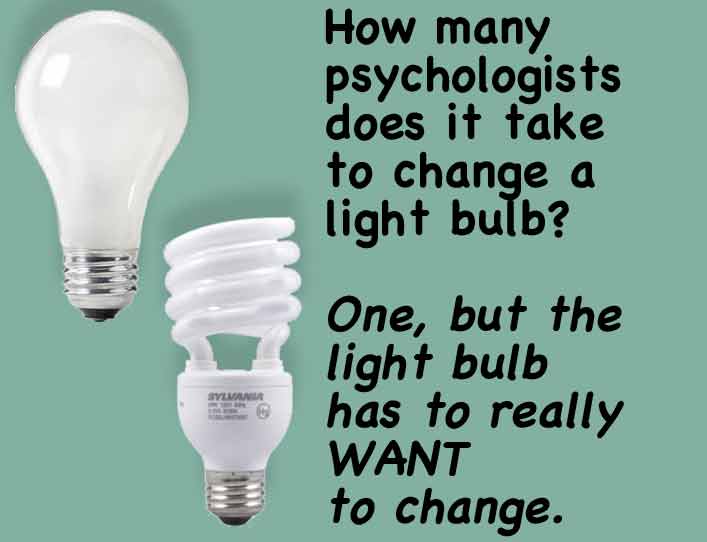 How many
psychologists
does it take
to change a
light bulb?
One, but the
light bulb
has to really
WANT
to change.
SYLVANIA